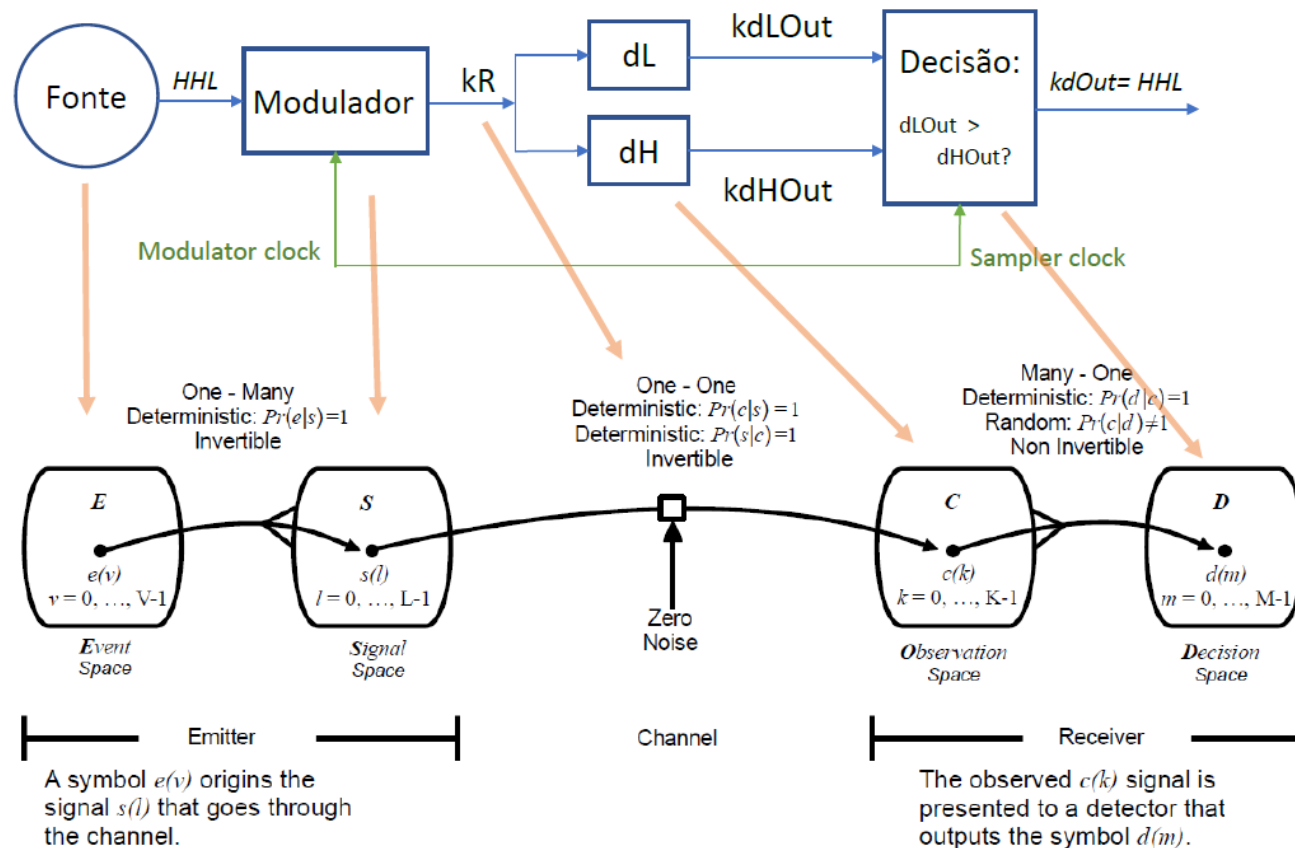 Fonte
HHL
Modulador
kR
dL
dH
kdLOut
kdHOut
Decisão:
dLOut >
dHOut?
kdOut= HHL
Modulator clock
Sampler clock
One - Many
Deterministic: Pr(e|s)=1
Invertible
One - One
Deterministic: Pr(c|s) = 1
Deterministic: Pr(s|c)=1
Invertible
Many - One
Deterministic: Pr(d|c)=1
Random: Pr(c|d)≠1
Non Invertible
E
e(v)
v = 0, …, V-1
Event
Space
S
s(l)
l = 0, …, L-1
Signal
Space
Zero
Noise
C
c(k)
k = 0, …, K-1
Observation
Space
D
d(m)
m = 0, …, M-1
Decision
Space
Emitter
Channel
Receiver
A symbol e(v) origins the
signal s(l) that goes through
the channel.
The observed c(k) signal is
presented to a detector that
outputs the symbol d(m).